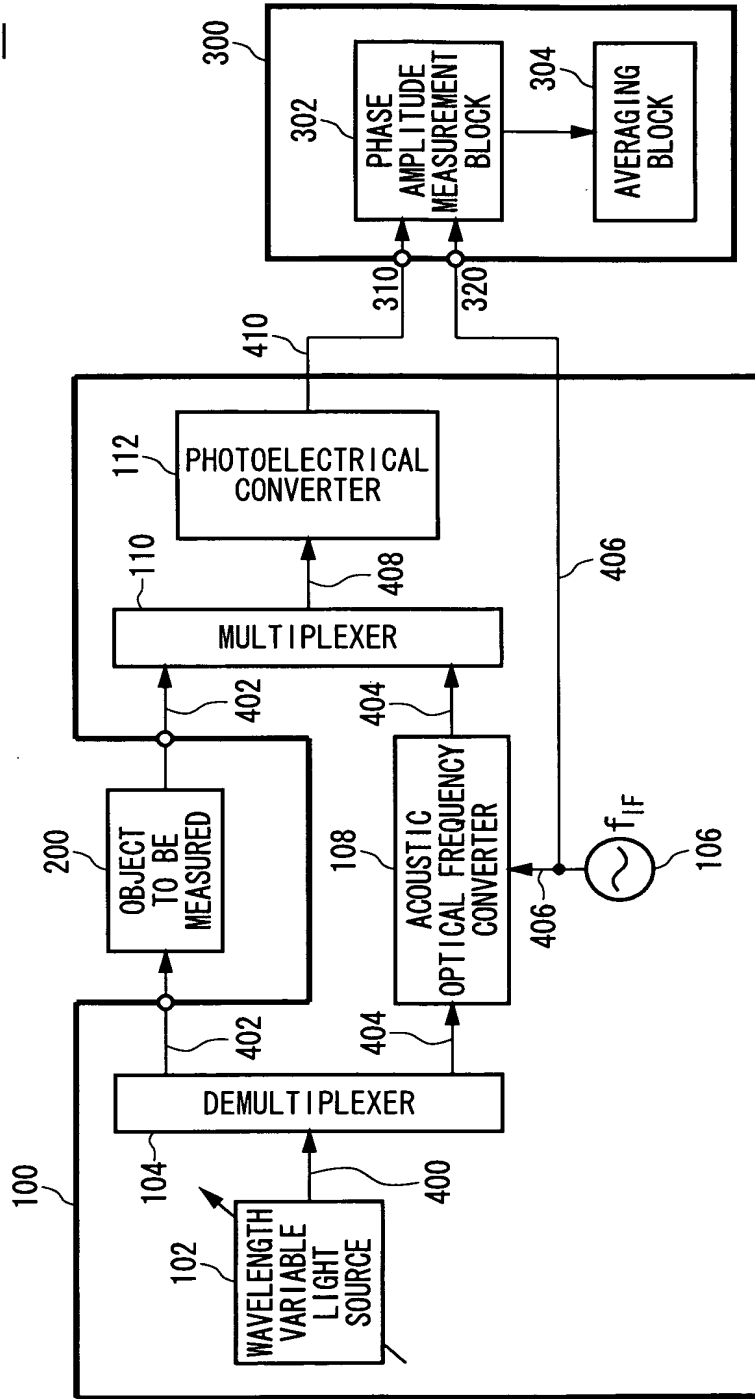 100
102
WAVELENGTH
VARIABLE
LIGHT
SOURCE
400
104
DEMULTIPLEXER
402
404
200
OBJECT
TO BE
MEASURED
108
ACOUSTIC
OPTICAL FREQUENCY
CONVERTER
406
f_IF
106
402
404
110
MULTIPLEXER
408
112
PHOTOELECTRICAL
CONVERTER
406
410
310
320
300
302
PHASE
AMPLITUDE
MEASUREMENT
BLOCK
304
AVERAGING
BLOCK